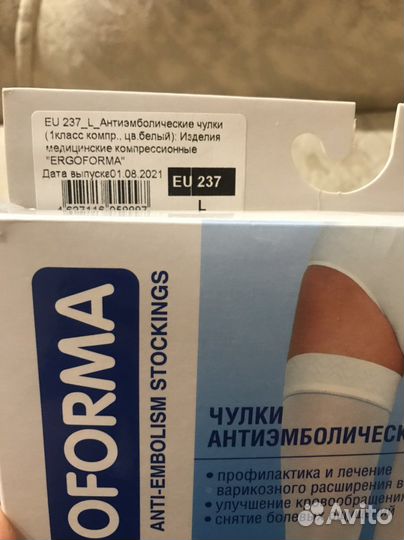 EU 237_L_Антиэмболические чулки
(1класс компр., цв.белый): Изделия
медицинские компрессионные
"ERGOFORMA"
Дата выпуска01.08.2021
EU 237
L
OFORMA
ANTI-EMBOLISM STOCKINGS
ЧУЛКИ
АНТИЭМБОЛИЧЕСК
• профилактика и лечение
варикозного расширения в
• улучшение кровообращени
• снятие
Avito